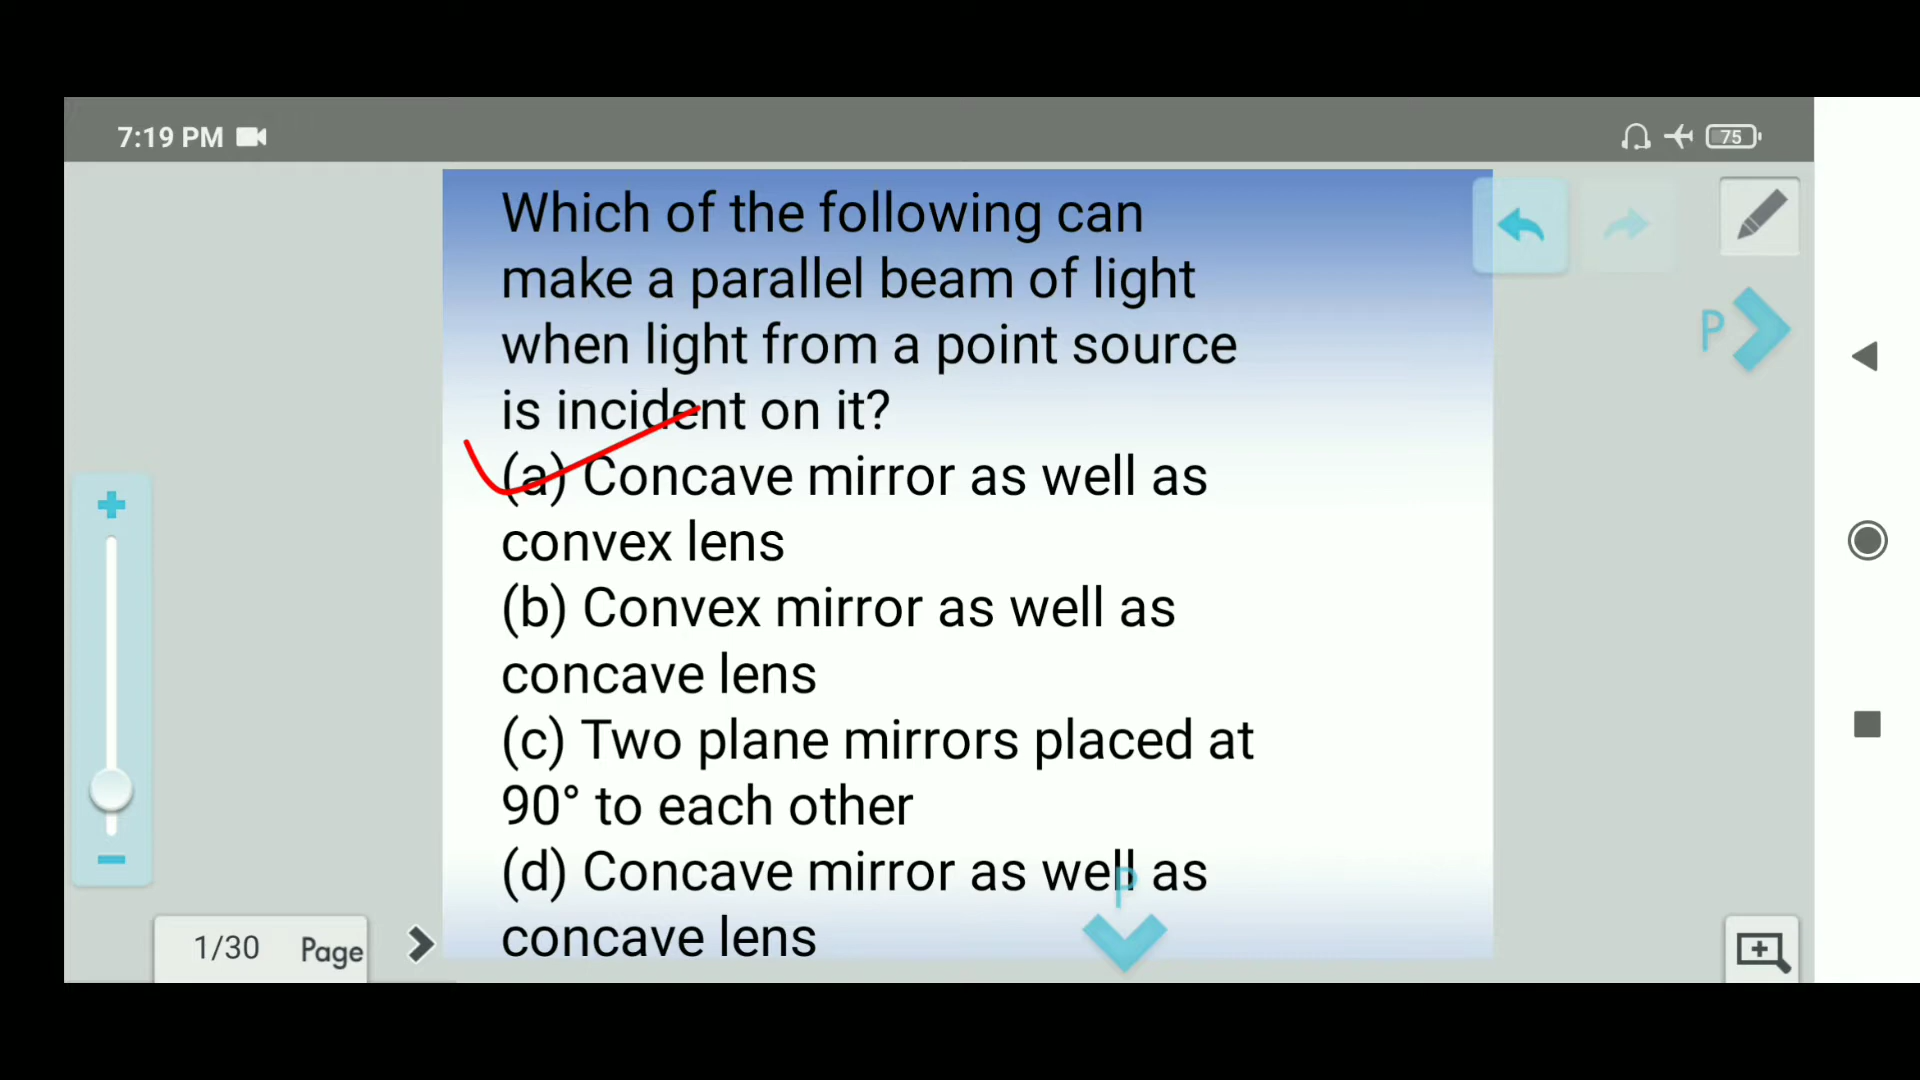 7:19 PM
75
Which of the following can
make a parallel beam of light
when light from a point source
is incident on it?
(a) Concave mirror as well as
convex lens
(b) Convex mirror as well as
concave lens
(c) Two plane mirrors placed at
90° to each other
(d) Concave mirror as well as
concave lens
P
P
1/30 Page